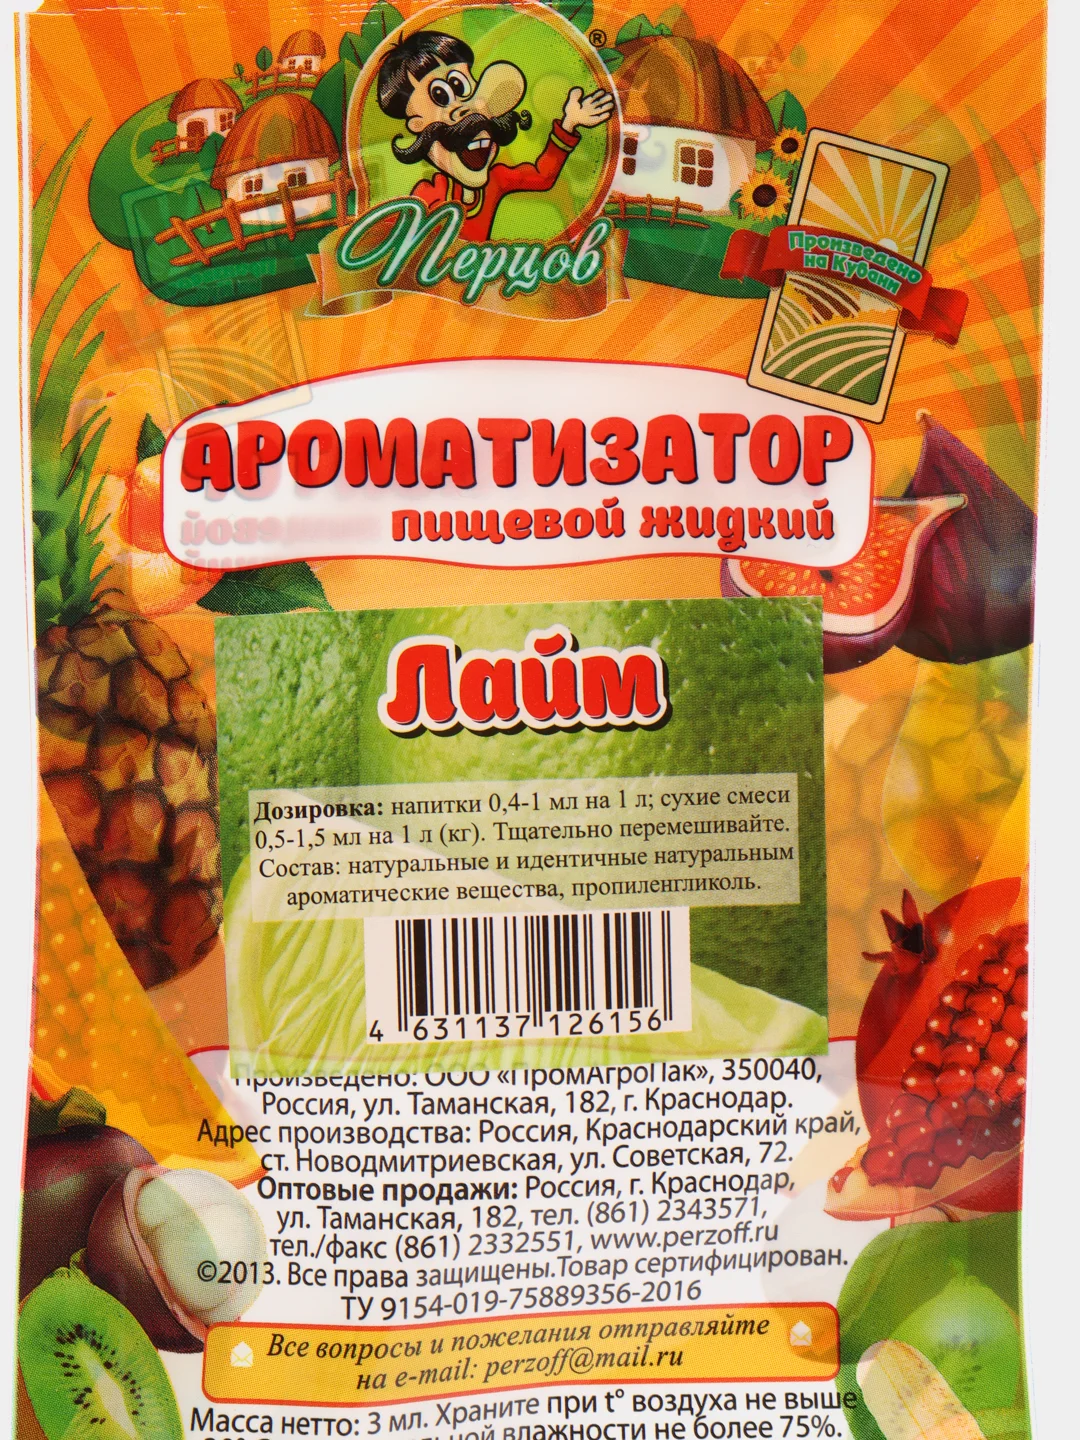 ®
Перцов
Произведено
на Кубани
АРОМАТИЗАТОР
пищевой жидкий
Лайм
Дозировка: напитки 0,4-1 мл на 1 л; сухие смеси
0,5-1,5 мл на 1 л (кг). Тщательно перемешивайте.
Состав: натуральные и идентичные натуральным
ароматические вещества, пропиленгликоль.
4 631137 126156
Произведено: ООО «ПромАгроПак», 350040,
Россия, ул. Таманская, 182, г. Краснодар.
Адрес производства: Россия, Краснодарский край,
ст. Новодмитриевская, ул. Советская, 72.
Оптовые продажи: Россия, г. Краснодар,
ул. Таманская, 182, тел. (861) 2343571,
тел./факс (861) 2332551, www.perzoff.ru
©2013. Все права защищены.Товар сертифицирован.
ТУ 9154-019-75889356-2016
Все вопросы и пожелания отправляйте
на e-mail: perzoff@mail.ru
Масса нетто: 3 мл. Храните при t° воздуха не выше
влажности не более 75%.